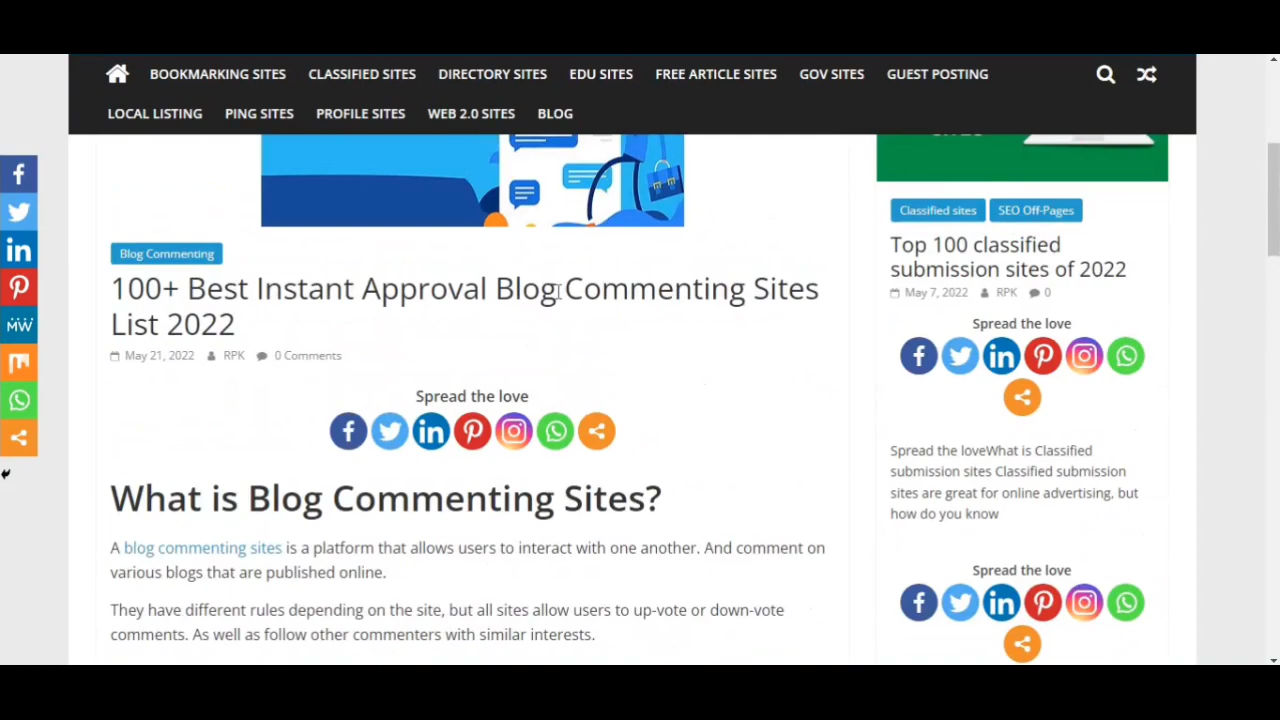 BOOKMARKING SITES CLASSIFIED SITES DIRECTORY SITES EDU SITES FREE ARTICLE SITES GOV SITES GUEST POSTING
LOCAL LISTING PING SITES PROFILE SITES WEB 2.0 SITES BLOG
Blog Commenting
100+ Best Instant Approval Blog Commenting Sites
List 2022
May 21, 2022 RPK 0 Comments
Spread the love
What is Blog Commenting Sites?
A blog commenting sites is a platform that allows users to interact with one another. And comment on
various blogs that are published online.
They have different rules depending on the site, but all sites allow users to up-vote or down-vote
comments. As well as follow other commenters with similar interests.
Classified sites SEO Off-Pages
Top 100 classified
submission sites of 2022
May 7, 2022 RPK 0
Spread the love
Spread the loveWhat is Classified
submission sites Classified submission
sites are great for online advertising, but
how do you know
Spread the love
MW